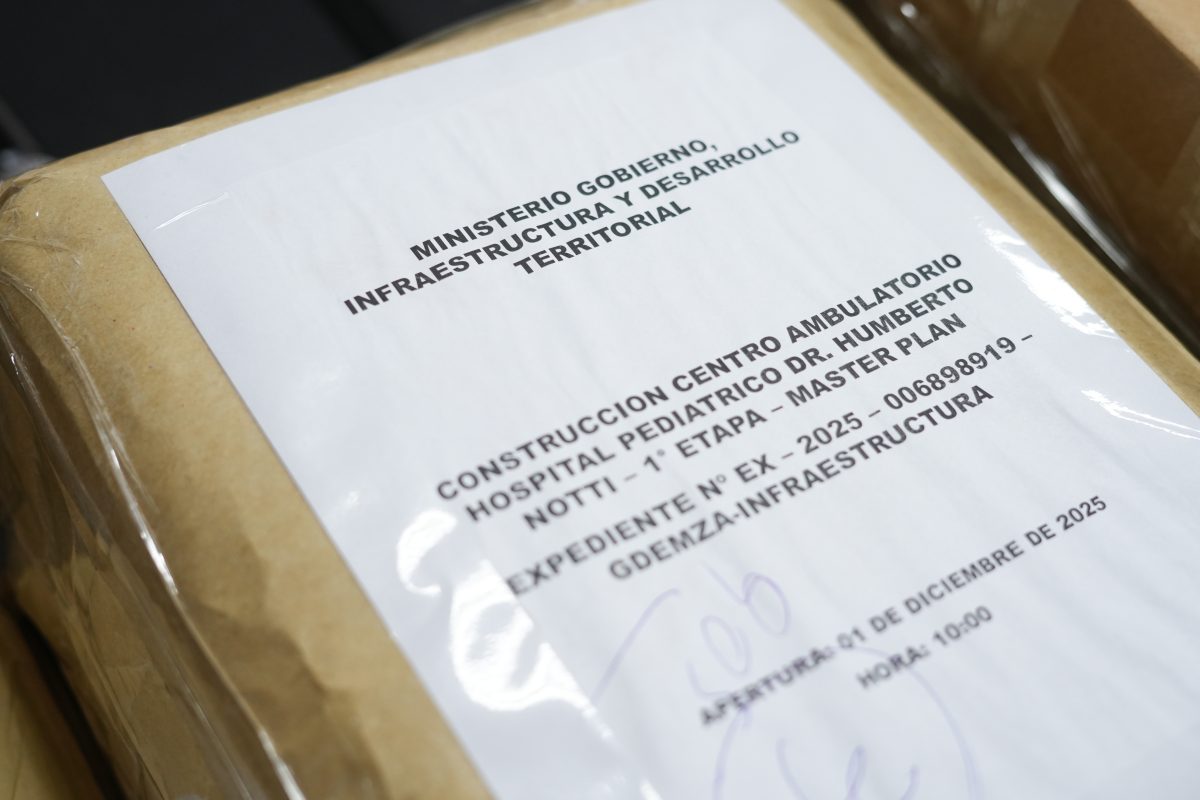 MINISTERIO GOBIERNO,
INFRAESTRUCTURA Y DESARROLLO
TERRITORIAL
CONSTRUCCION CENTRO AMBULATORIO
HOSPITAL PEDIATRICO DR. HUMBERTO
NOTTI – 1° ETAPA – MASTER PLAN
EXPEDIENTE N° EX – 2025 – 006898919 –
GDEMZA-INFRAESTRUCTURA
APERTURA: 01 DE DICIEMBRE DE 2025
HORA: 10:00